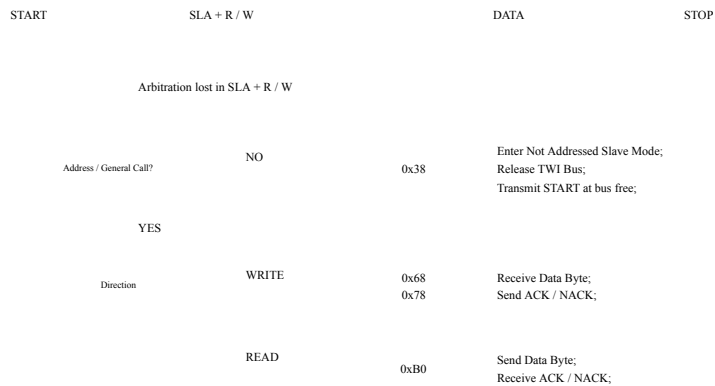 START SLA + R / W DATA STOP
Arbitration lost in SLA + R / W
Address / General Call?
NO
0x38
Enter Not Addressed Slave Mode;
Release TWI Bus;
Transmit START at bus free;
YES
Direction
WRITE
0x68
0x78
Receive Data Byte;
Send ACK / NACK;
READ
0xB0
Send Data Byte;
Receive ACK / NACK;